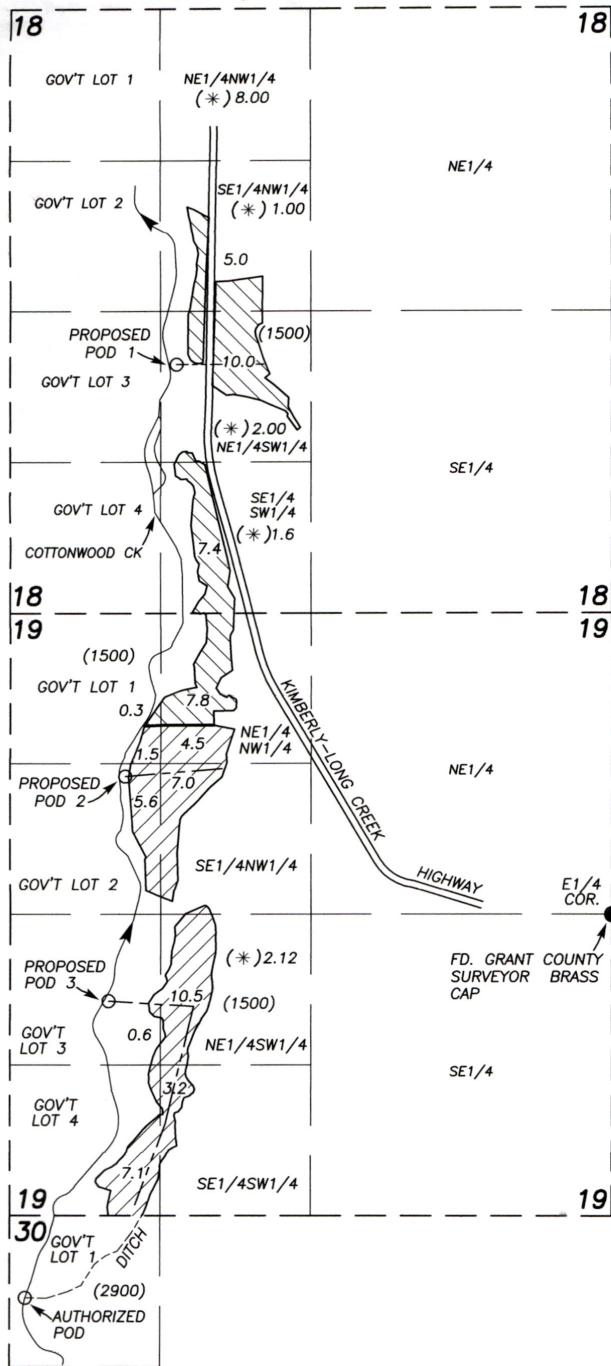 18
18
GOV'T LOT 1
NE1/4NW1/4
(*) 8.00
NE1/4
GOV'T LOT 2
SE1/4NW1/4
(*) 1.00
5.0
PROPOSED
POD 1
(1500)
10.0
GOV'T LOT 3
(*) 2.00
NE1/4SW1/4
SE1/4
GOV'T LOT 4
SE1/4
SW1/4
(*) 1.6
COTTONWOOD CK
7.4
18
18
19
19
(1500)
GOV'T LOT 1
0.3
7.8
KIMBERLY-LONG CREEK
HIGHWAY
4.5
NE1/4
NW1/4
1.5
NE1/4
PROPOSED
POD 2
7.0
5.6
SE1/4NW1/4
GOV'T LOT 2
E1/4
COR.
FD. GRANT COUNTY
SURVEYOR BRASS
CAP
(*) 2.12
PROPOSED
POD 3
10.5
(1500)
GOV'T
LOT 3
0.6
NE1/4SW1/4
SE1/4
GOV'T
LOT 4
3.2
7.1
SE1/4SW1/4
19
19
30
GOV'T
LOT 1
DITCH
(2900)
AUTHORIZED
POD